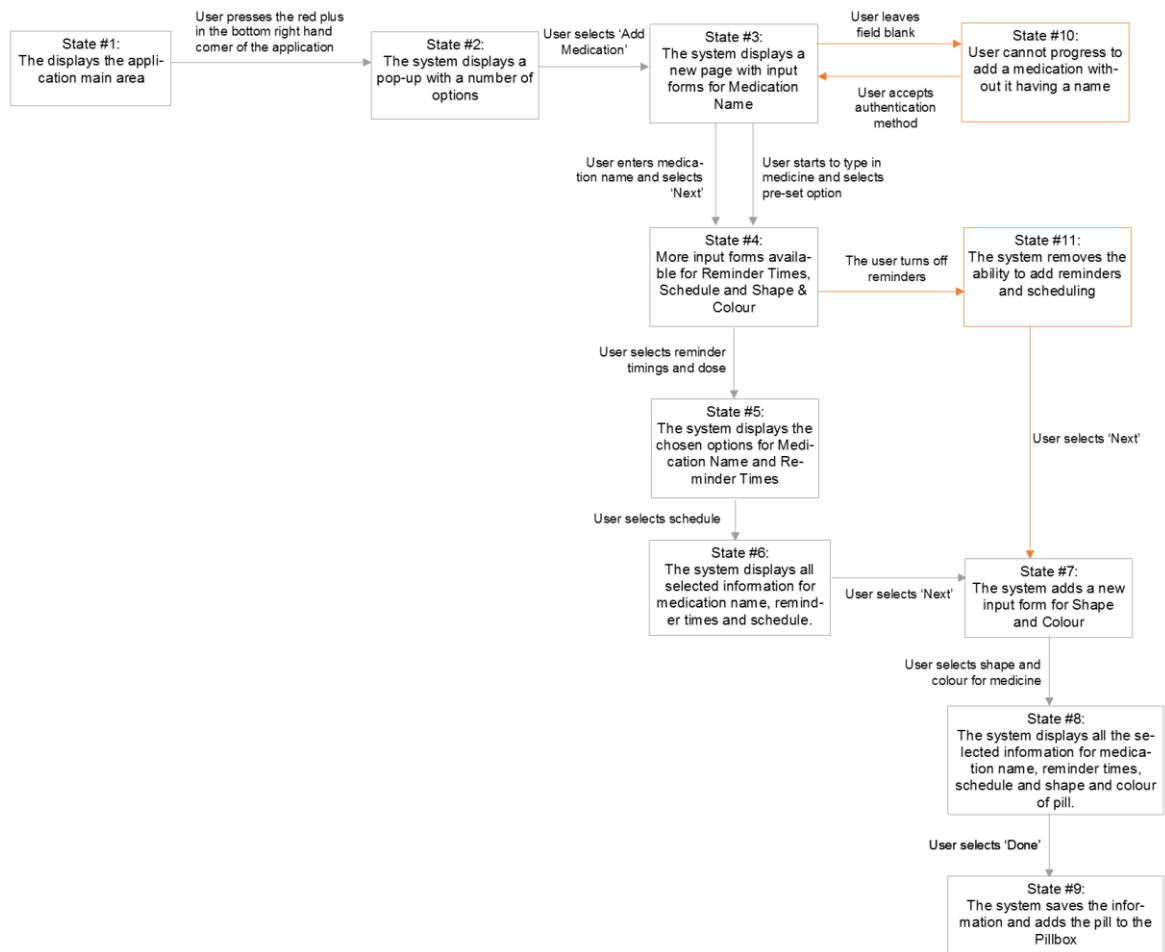 State #1:
The displays the appli-
cation main area
User presses the red plus
in the bottom right hand
corner of the application
State #2:
The system displays a
pop-up with a number of
options
User selects ‘Add
Medication’
State #3:
The system displays a
new page with input
forms for Medication
Name
User leaves
field blank
State #10:
User cannot progress to
add a medication with-
out it having a name
User accepts
authentication
method
User enters medica-
tion name and selects
‘Next’
User starts to type in
medicine and selects
pre-set option
State #4:
More input forms availa-
ble for Reminder Times,
Schedule and Shape &
Colour
The user turns off
reminders
State #11:
The system removes the
ability to add reminders
and scheduling
User selects reminder
timings and dose
State #5:
The system displays the
chosen options for Medi-
cation Name and Re-
minder Times
User selects ‘Next’
User selects schedule
State #6:
The system displays all
selected information for
medication name, remind-
der times and schedule.
User selects ‘Next’
State #7:
The system adds a new
input form for Shape
and Colour
User selects shape and
colour for medicine
State #8:
The system displays all the se-
lected information for medica-
tion name, reminder times,
schedule and shape and colour
of pill.
User selects ‘Done’
State #9:
The system saves the infor-
mation and adds the pill to the
Pillbox